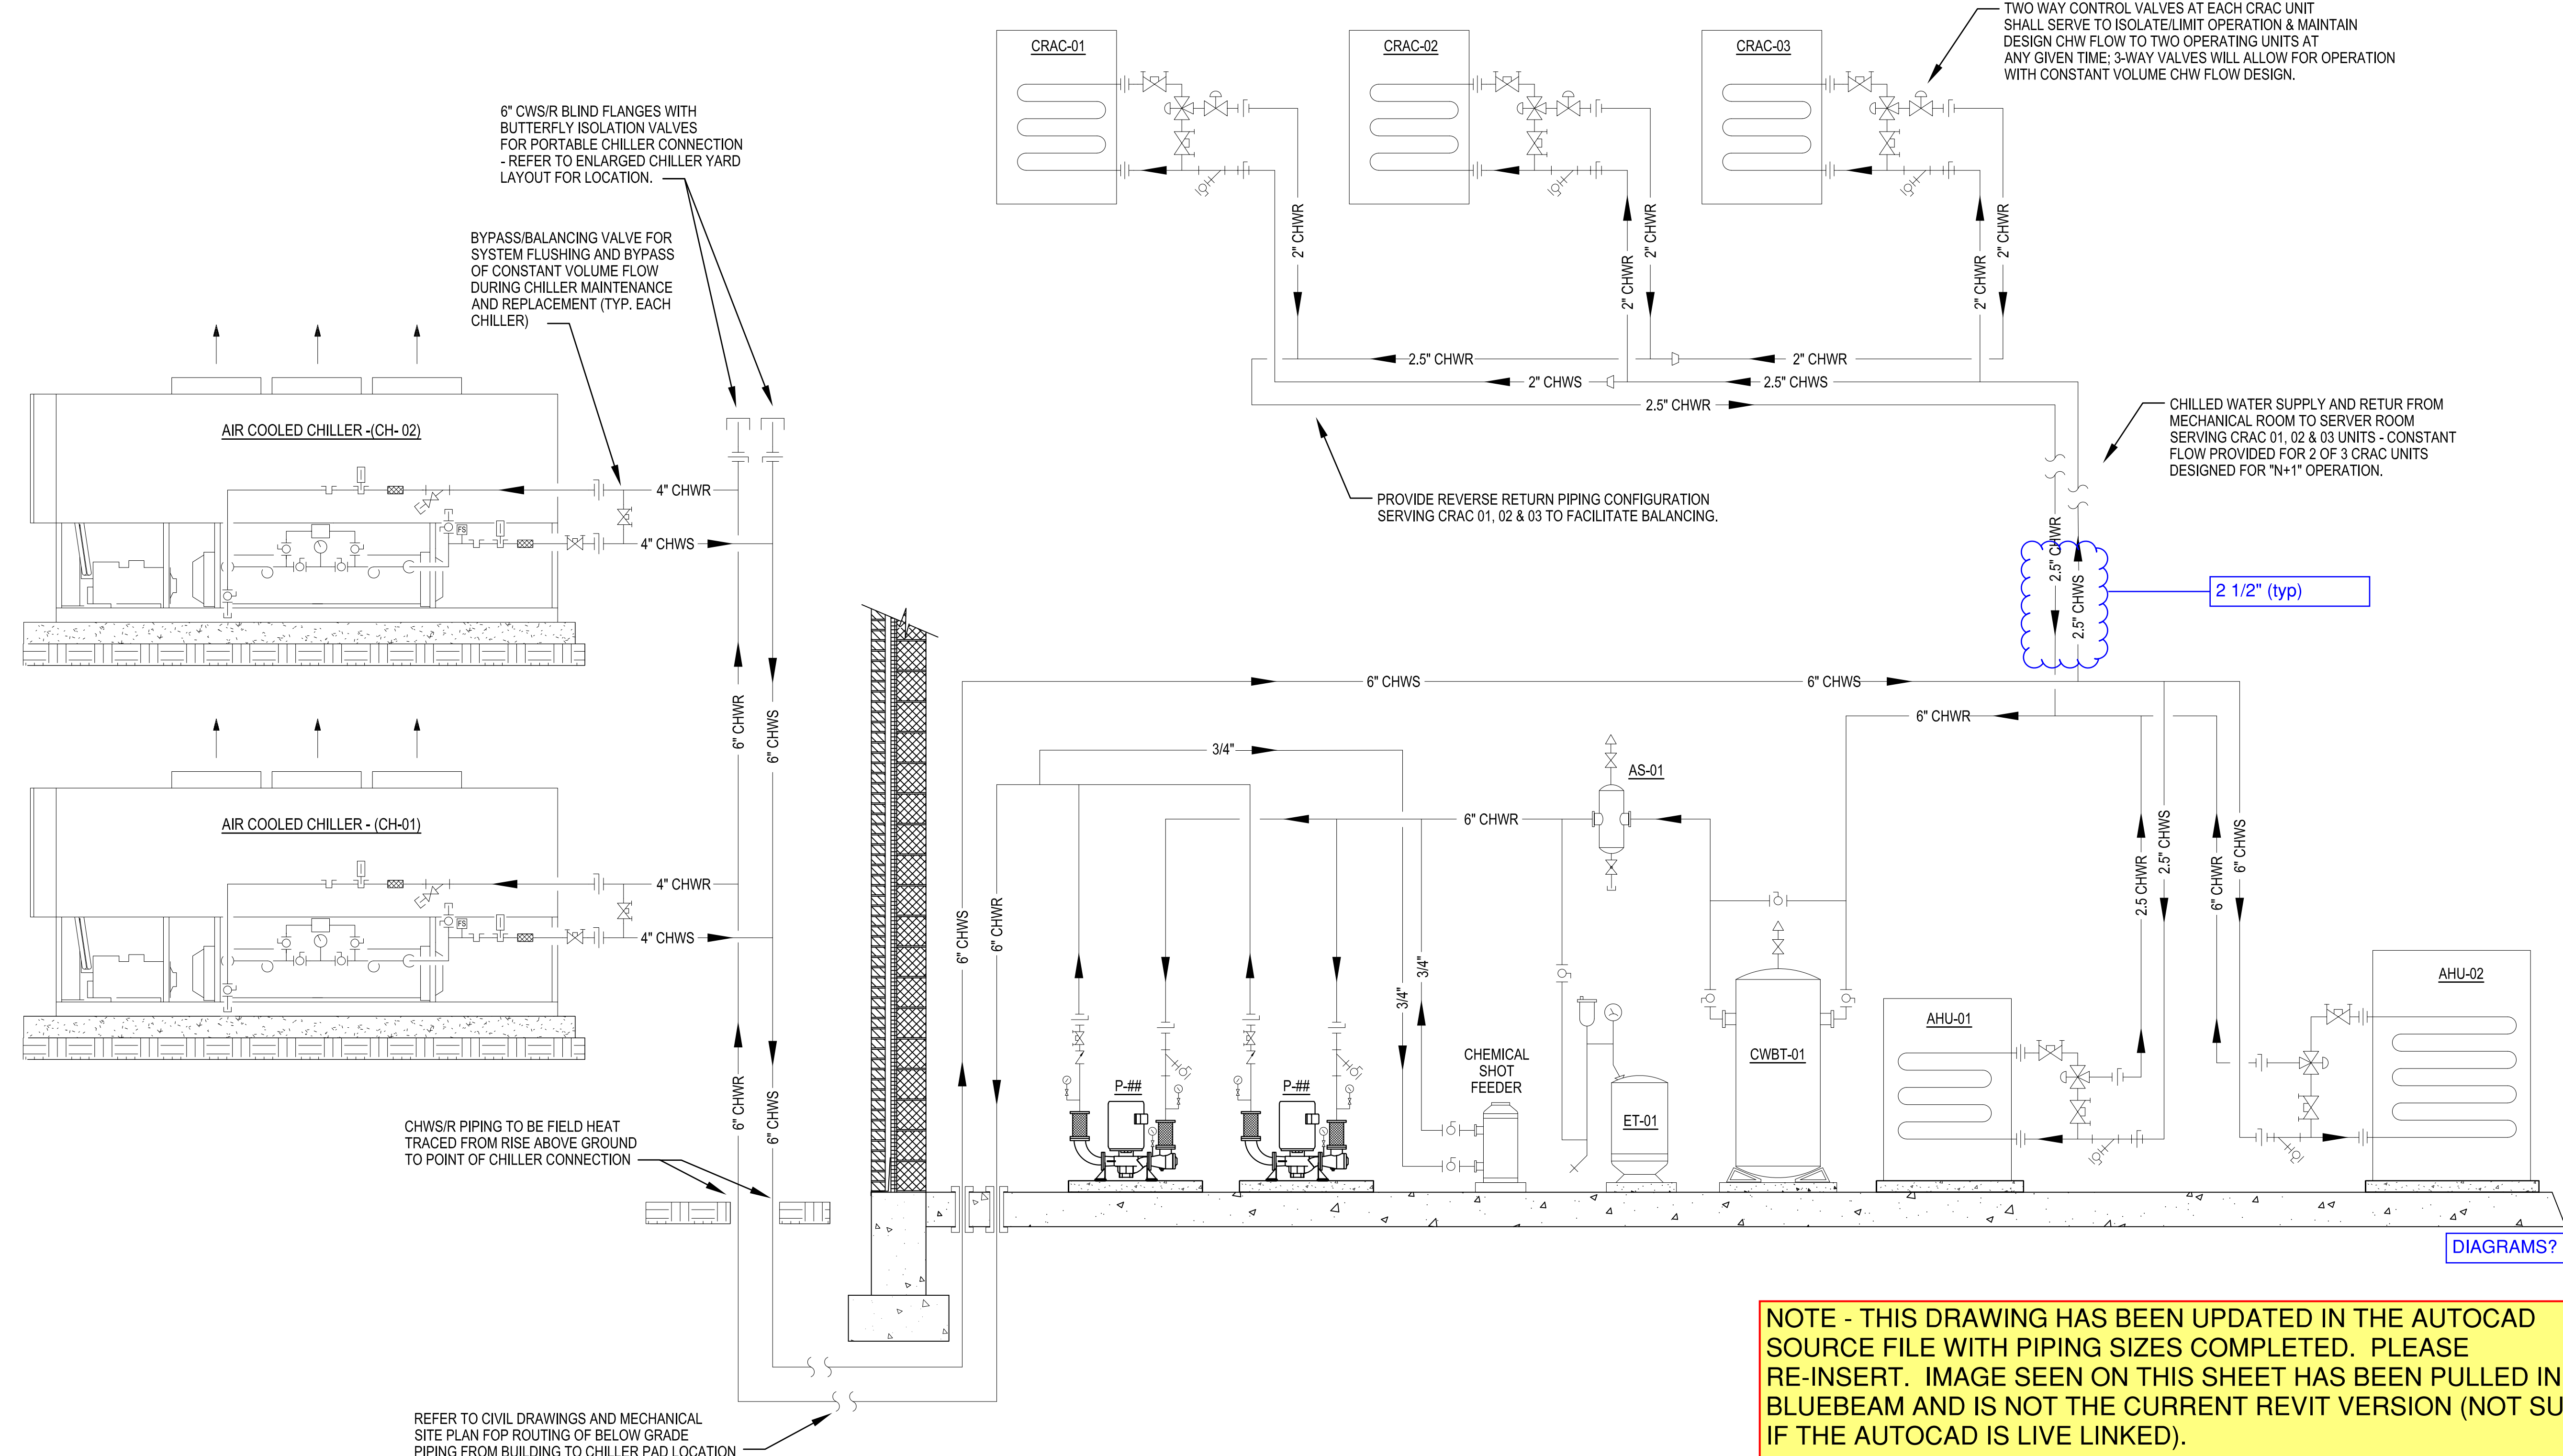 TWO WAY CONTROL VALVES AT EACH CRAC UNIT
SHALL SERVE TO ISOLATE/LIMIT OPERATION & MAINTAIN
DESIGN CHW FLOW TO TWO OPERATING UNITS AT
ANY GIVEN TIME; 3-WAY VALVES WILL ALLOW FOR OPERATION
WITH CONSTANT VOLUME CHW FLOW DESIGN.
CRAC-01
CRAC-02
CRAC-03
6" CWS/R BLIND FLANGES WITH
BUTTERFLY ISOLATION VALVES
FOR PORTABLE CHILLER CONNECTION
- REFER TO ENLARGED CHILLER YARD
LAYOUT FOR LOCATION.
BYPASS/BALANCING VALVE FOR
SYSTEM FLUSHING AND BYPASS
OF CONSTANT VOLUME FLOW
DURING CHILLER MAINTENANCE
AND REPLACEMENT (TYP. EACH
CHILLER)
2" CHWR
2" CHWR
2" CHWR
2" CHWR
2" CHWR
2.5" CHWR
2" CHWR
2" CHWS
2.5" CHWS
2.5" CHWR
CHILLED WATER SUPPLY AND RETUR FROM
MECHANICAL ROOM TO SERVER ROOM
SERVING CRAC 01, 02 & 03 UNITS - CONSTANT
FLOW PROVIDED FOR 2 OF 3 CRAC UNITS
DESIGNED FOR "N+1" OPERATION.
PROVIDE REVERSE RETURN PIPING CONFIGURATION
SERVING CRAC 01, 02 & 03 TO FACILITATE BALANCING.
AIR COOLED CHILLER -(CH- 02)
4" CHWR
FS
4" CHWS
2.5" CHWR
2.5" CHWS
2 1/2" (typ)
6" CHWR
6" CHWS
6" CHWS
6" CHWS
6" CHWR
3/4"
AS-01
AIR COOLED CHILLER - (CH-01)
6" CHWR
4" CHWR
FS
4" CHWS
6" CHWS
6" CHWR
2.5 CHWR
2.5" CHWS
6" CHWR
6" CHWS
3/4"
3/4"
AHU-02
AHU-01
CHEMICAL
SHOT
FEEDER
CWBT-01
P-##
P-##
ET-01
6" CHWR
6" CHWS
CHWS/R PIPING TO BE FIELD HEAT
TRACED FROM RISE ABOVE GROUND
TO POINT OF CHILLER CONNECTION
DIAGRAMS?
NOTE - THIS DRAWING HAS BEEN UPDATED IN THE AUTOCAD
SOURCE FILE WITH PIPING SIZES COMPLETED. PLEASE
RE-INSERT. IMAGE SEEN ON THIS SHEET HAS BEEN PULLED IN
BLUEBEAM AND IS NOT THE CURRENT REVIT VERSION (NOT SU
IF THE AUTOCAD IS LIVE LINKED).
REFER TO CIVIL DRAWINGS AND MECHANICAL
SITE PLAN FOP ROUTING OF BELOW GRADE
PIPING FROM BUILDING TO CHILLER PAD LOCATION